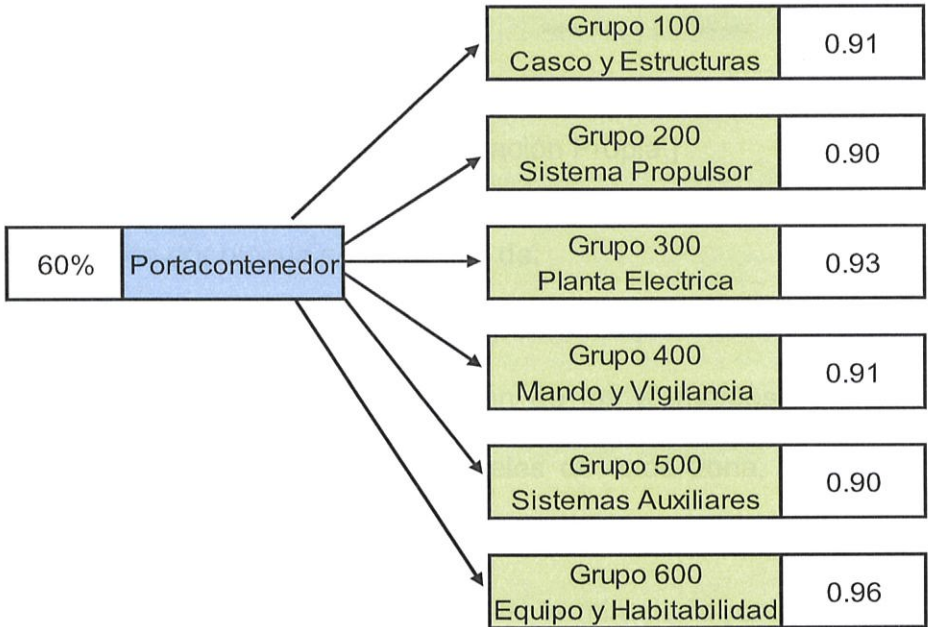 Grupo 100
Casco y Estructuras
0.91
Grupo 200
Sistema Propulsor
0.90
60%
Portacontenedor
Grupo 300
Planta Electrica
0.93
Grupo 400
Mando y Vigilancia
0.91
Grupo 500
Sistemas Auxiliares
0.90
Grupo 600
Equipo y Habitabilidad
0.96